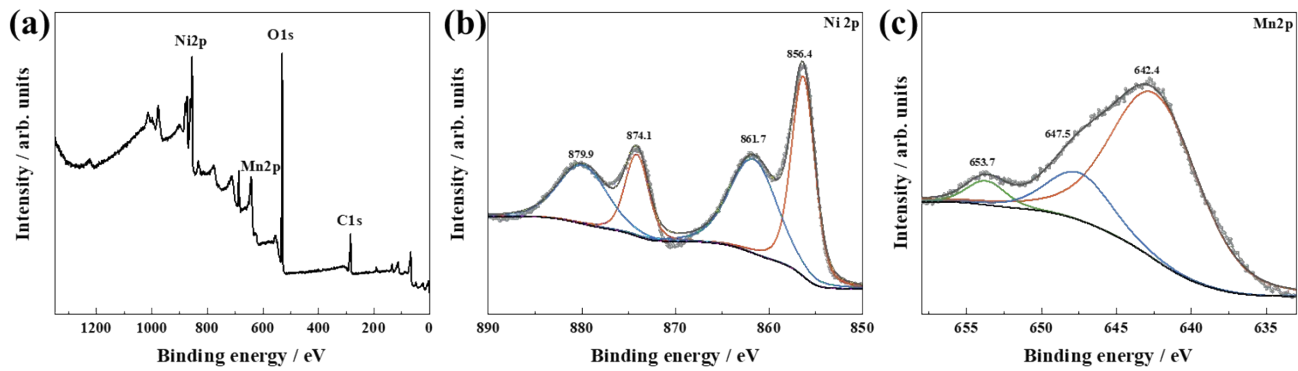 (a)
Ni2p
O1s
Mn2p
C1s
Intensity / arb. units
1200 1000 800 600 400 200 0
Binding energy / eV
(b)
Ni 2p
856.4
874.1
861.7
879.9
Intensity / arb. units
890 880 870 860 850
Binding energy / eV
(c)
Mn2p
642.4
647.5
653.7
Intensity / arb. units
655 650 645 640 635
Binding energy / eV